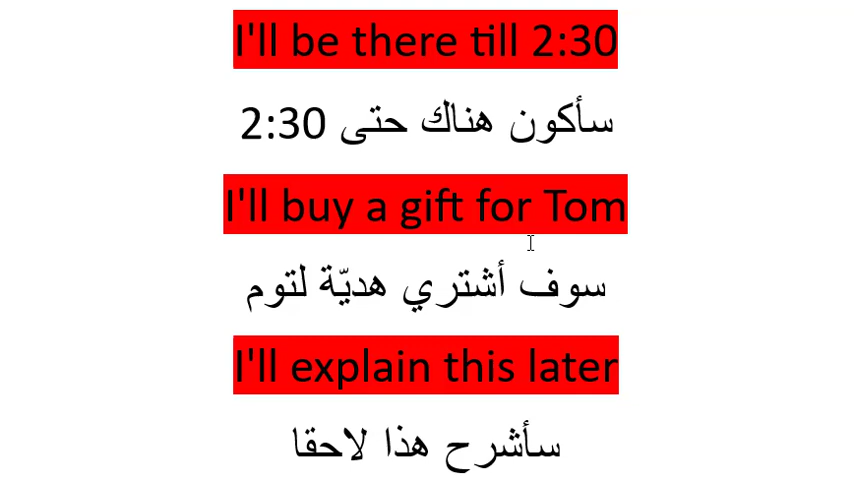 I'll be there till 2:30
سأكون هناك حتى 2:30
I'll buy a gift for Tom
سوف أشتري هديّة لتوم
I'll explain this later
سأشرح هذا لاحقا